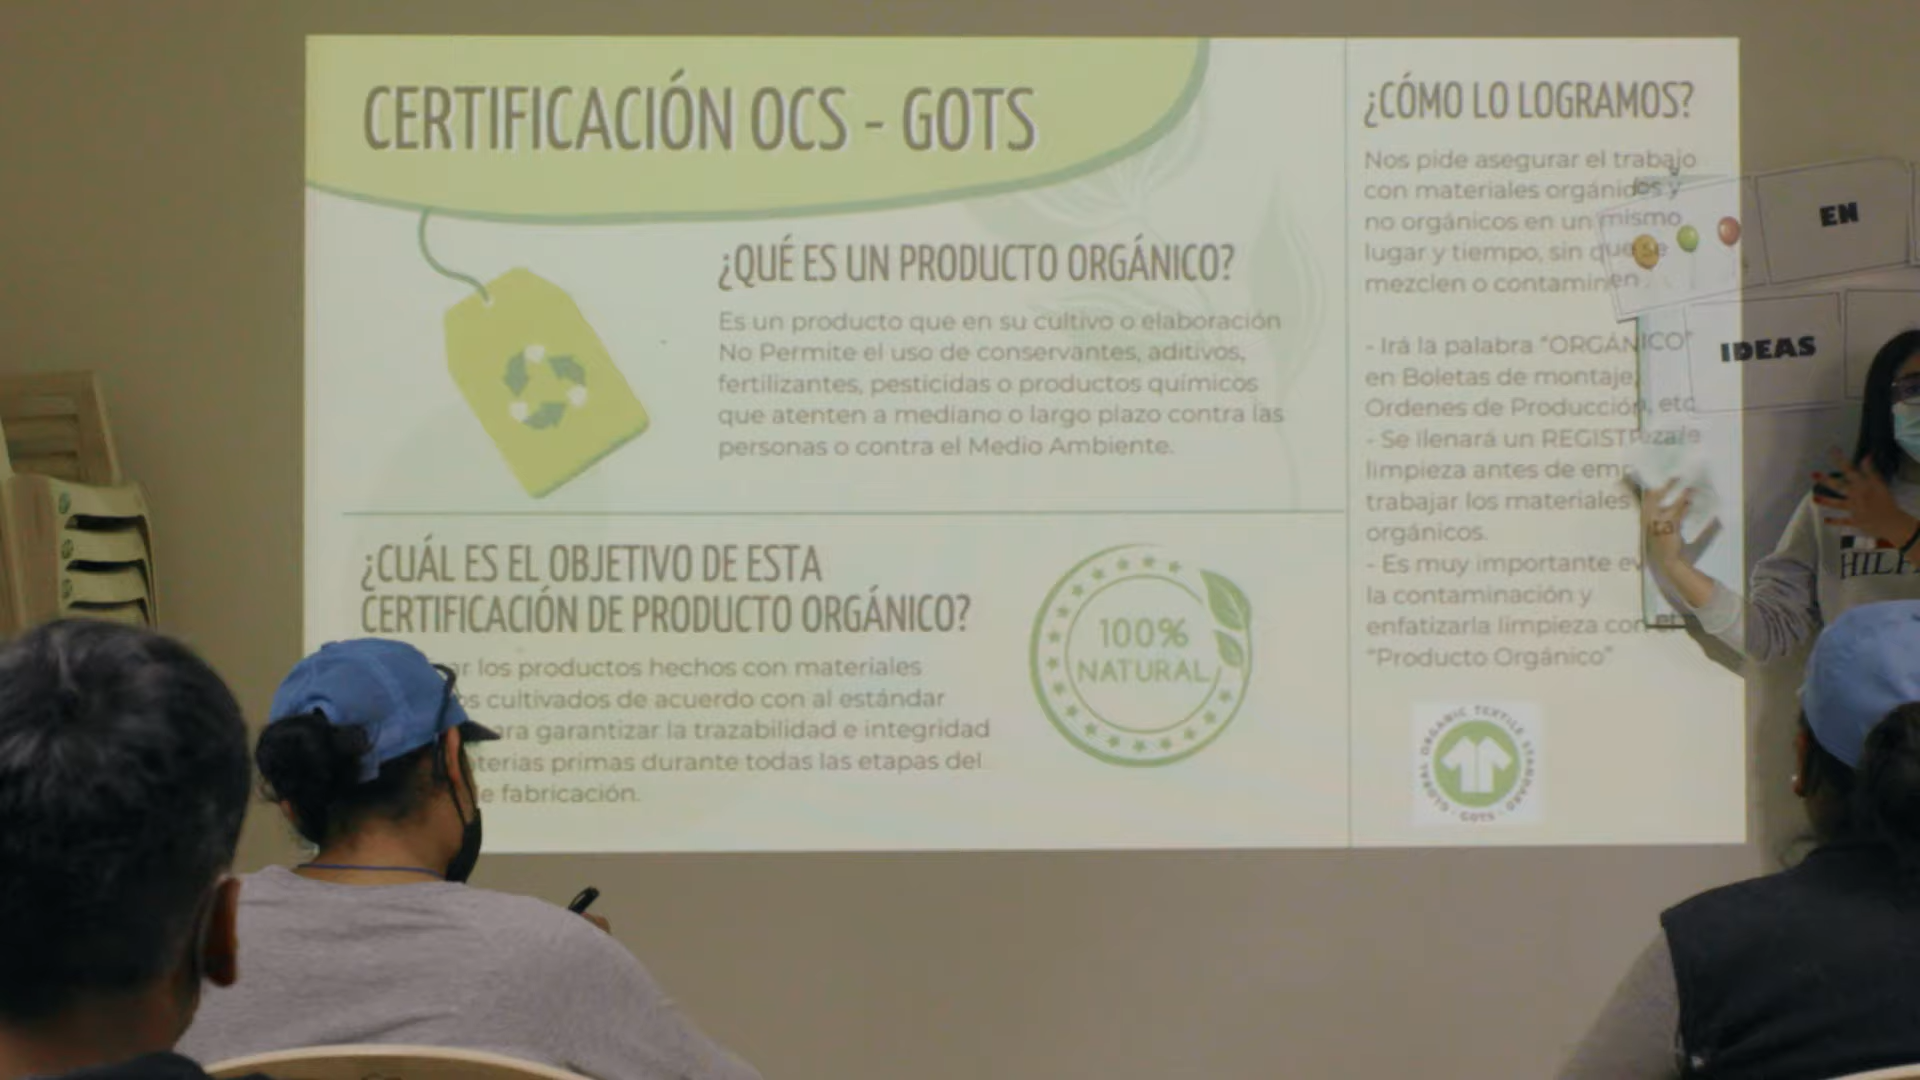 CERTIFICACIÓN OCS - GOTS
¿QUÉ ES UN PRODUCTO ORGÁNICO?
Es un producto que en su cultivo o elaboración
No Permite el uso de conservantes, aditivos,
fertilizantes, pesticidas o productos químicos
que atenten a mediano o largo plazo contra las
personas o contra el Medio Ambiente.
¿CUÁL ES EL OBJETIVO DE ESTA
CERTIFICACIÓN DE PRODUCTO ORGÁNICO?
los productos hechos con materiales
cultivados de acuerdo con al estándar
garantizar la trazabilidad e integridad
primas durante todas las etapas del
fabricación.
100%
NATURAL
¿CÓMO LO LOGRAMOS?
Nos pide asegurar el trabajo
con materiales orgánicos y
no orgánicos en un mismo
lugar y tiempo, sin que se
mezclen o contaminen
- Irá la palabra "ORGÁNICO"
en Boletas de montaje,
Ordenes de Producción, etc
- Se llenará un
limpieza antes de
trabajar los materiales
orgánicos.
- Es muy importante
la contaminación y
enfatizarla limpieza con el
"Producto Orgánico"
GLOBAL ORGANIC TEXTILE STANDARD
GOTS
EN
IDEAS